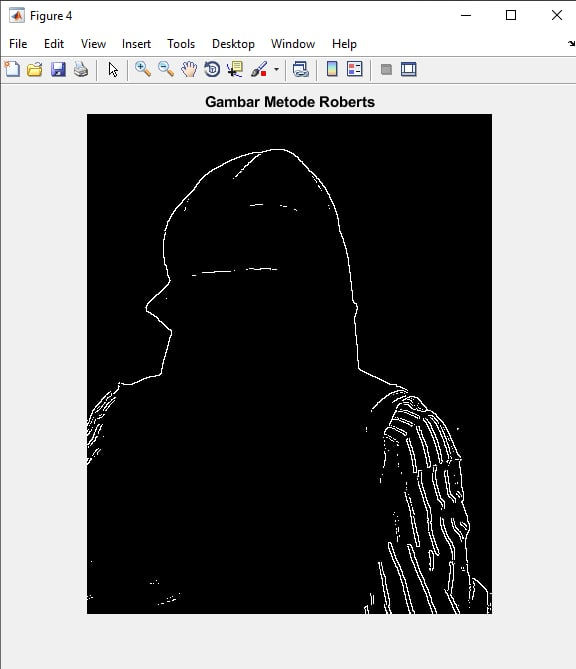 Figure 4
File Edit View Insert Tools Desktop Window Help
Gambar Metode Roberts